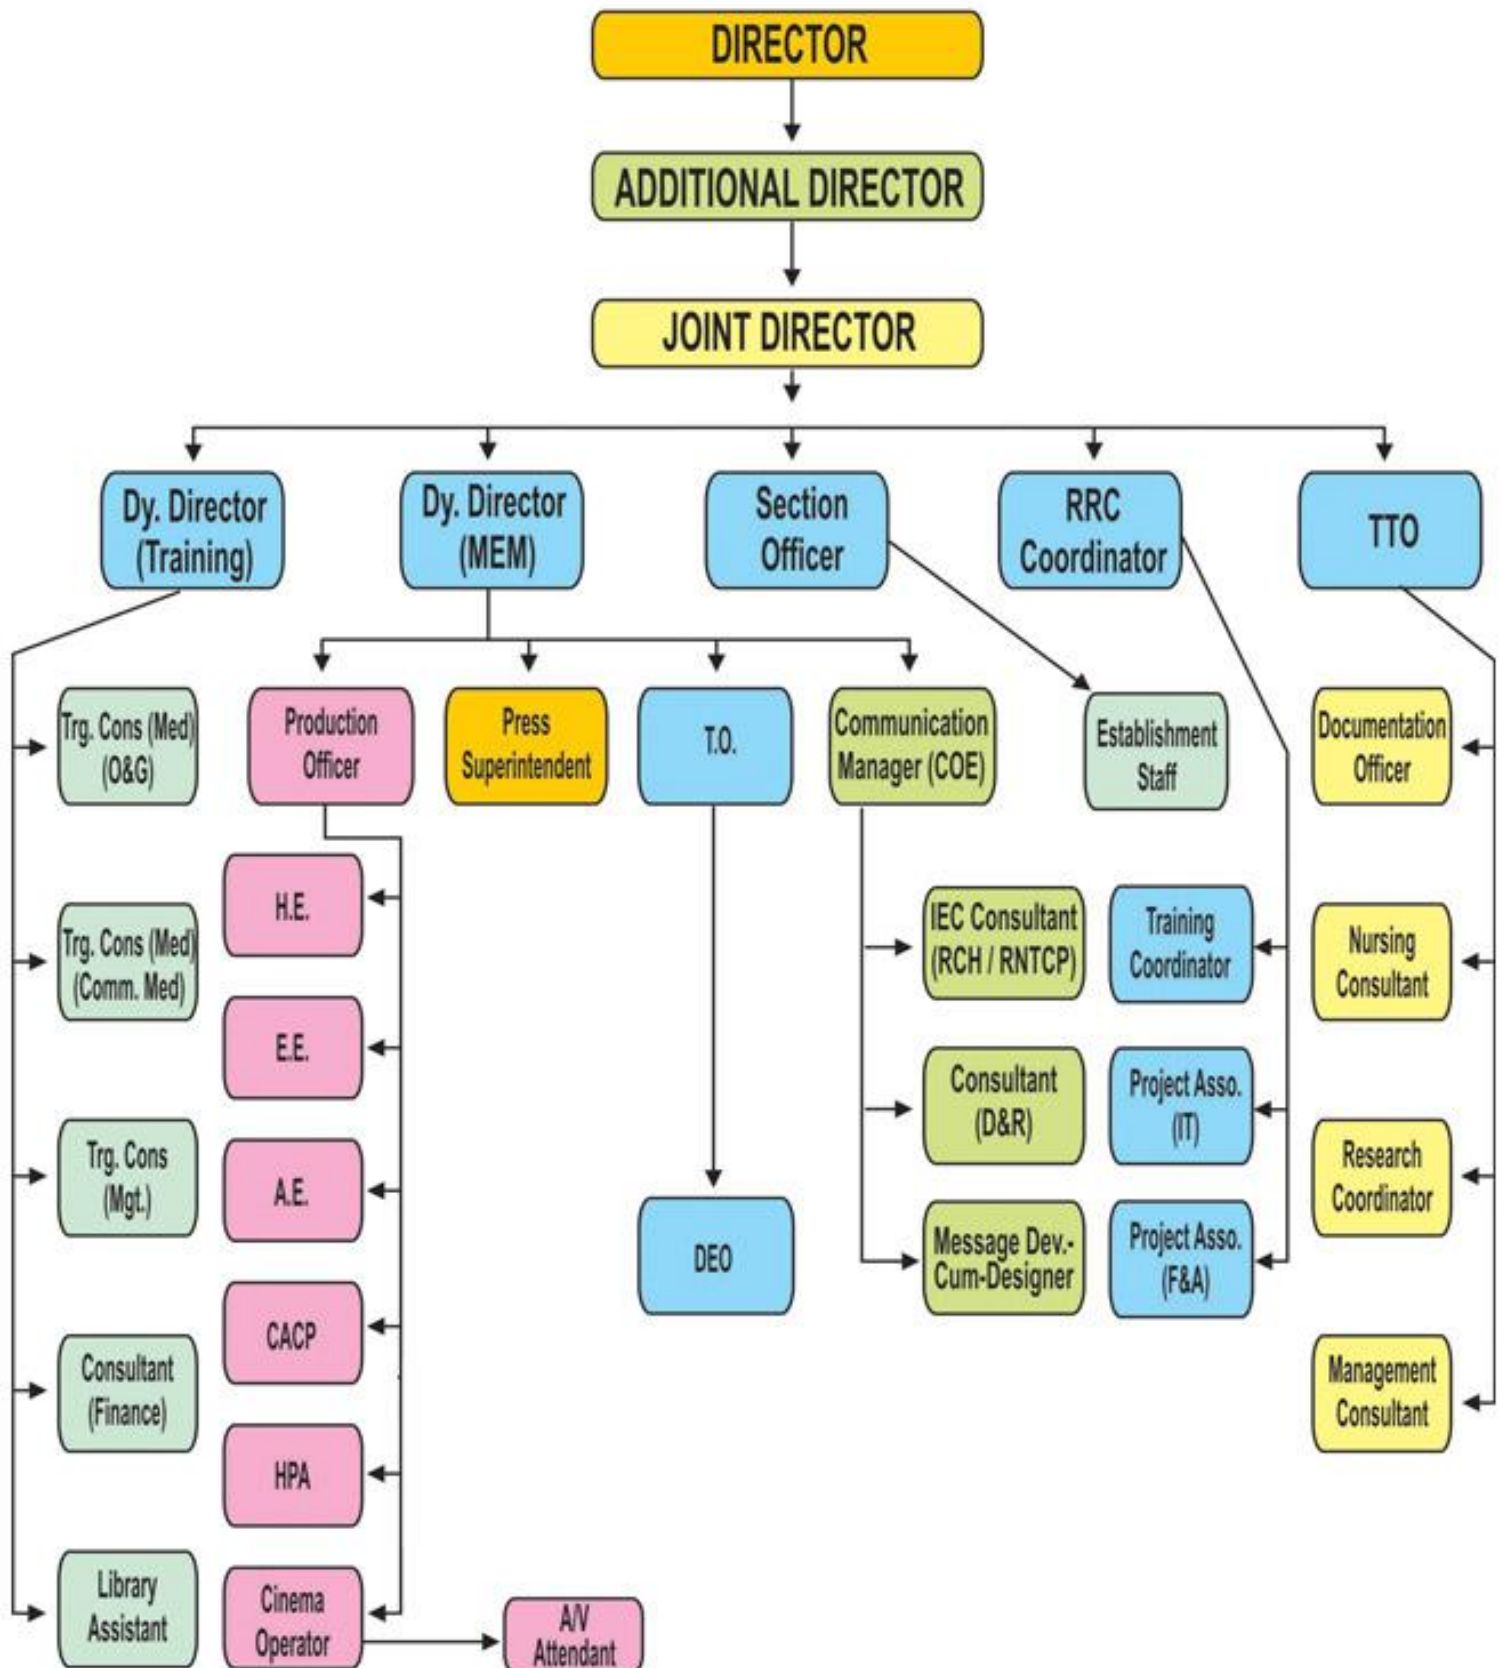 DIRECTOR
ADDITIONAL DIRECTOR
JOINT DIRECTOR
Dy. Director
(Training)
Dy. Director
(MEM)
Section
Officer
RRC
Coordinator
TTO
Trg. Cons (Med)
(O&G)
Production
Officer
Press
Superintendent
T.O.
Communication
Manager (COE)
Establishment
Staff
Documentation
Officer
H.E.
IEC Consultant
(RCH / RNTCP)
Training
Coordinator
Trg. Cons (Med)
(Comm. Med)
Nursing
Consultant
E.E.
Consultant
(D&R)
Project Asso.
(IT)
Trg. Cons
(Mgt.)
A.E.
Research
Coordinator
DEO
Message Dev.-
Cum-Designer
Project Asso.
(F&A)
CACP
Consultant
(Finance)
Management
Consultant
HPA
Library
Assistant
Cinema
Operator
A/V
Attendant